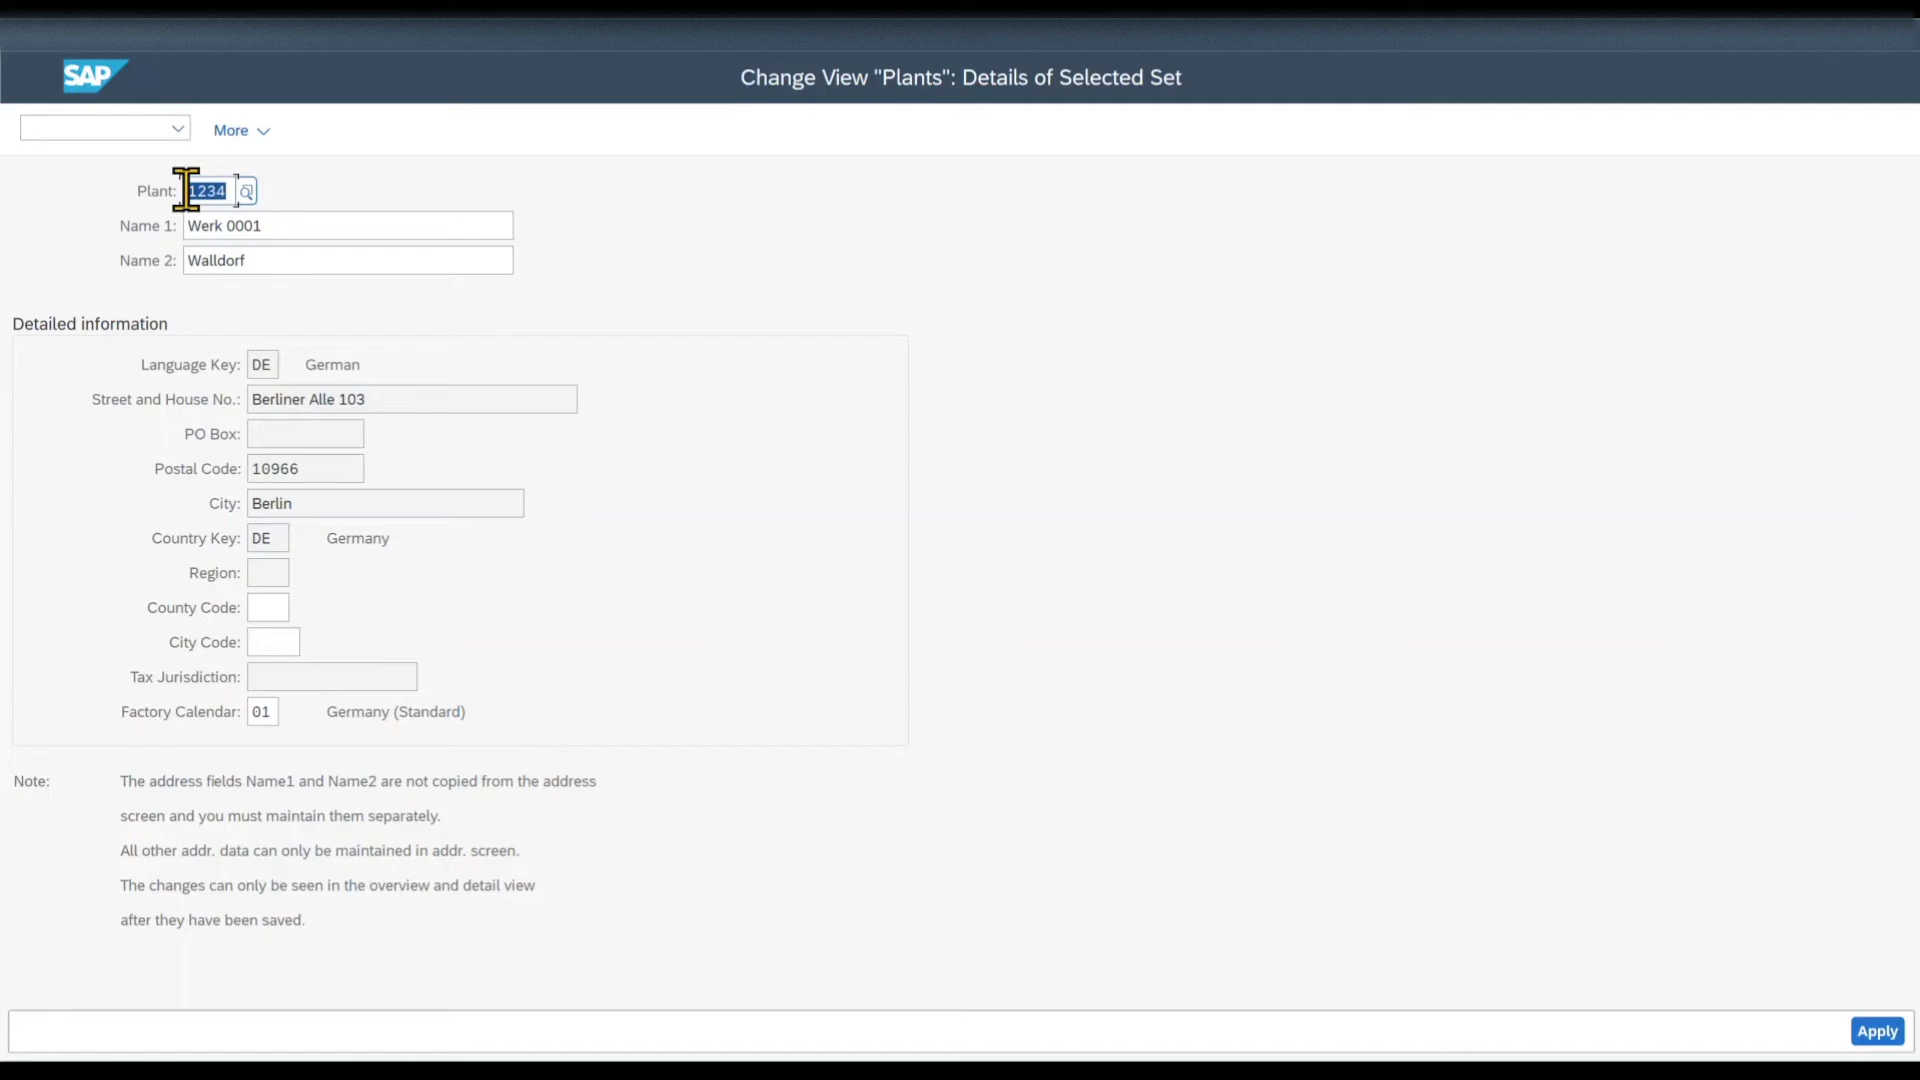 SAP
Change View "Plants": Details of Selected Set
More
Plant: 1234
Name 1: Werk 0001
Name 2: Walldorf
Detailed information
Language Key: DE German
Street and House No.: Berliner Alle 103
PO Box:
Postal Code: 10966
City: Berlin
Country Key: DE Germany
Region:
County Code:
City Code:
Tax Jurisdiction:
Factory Calendar: 01 Germany (Standard)
Note: The address fields Name1 and Name2 are not copied from the address
screen and you must maintain them separately.
All other addr. data can only be maintained in addr. screen.
The changes can only be seen in the overview and detail view
after they have been saved.
Apply